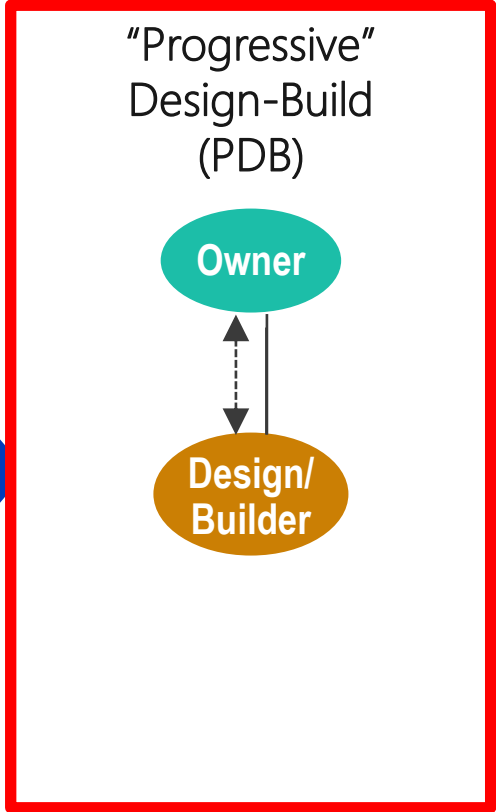 “Progressive”
Design-Build
(PDB)
Owner
Design/
Builder